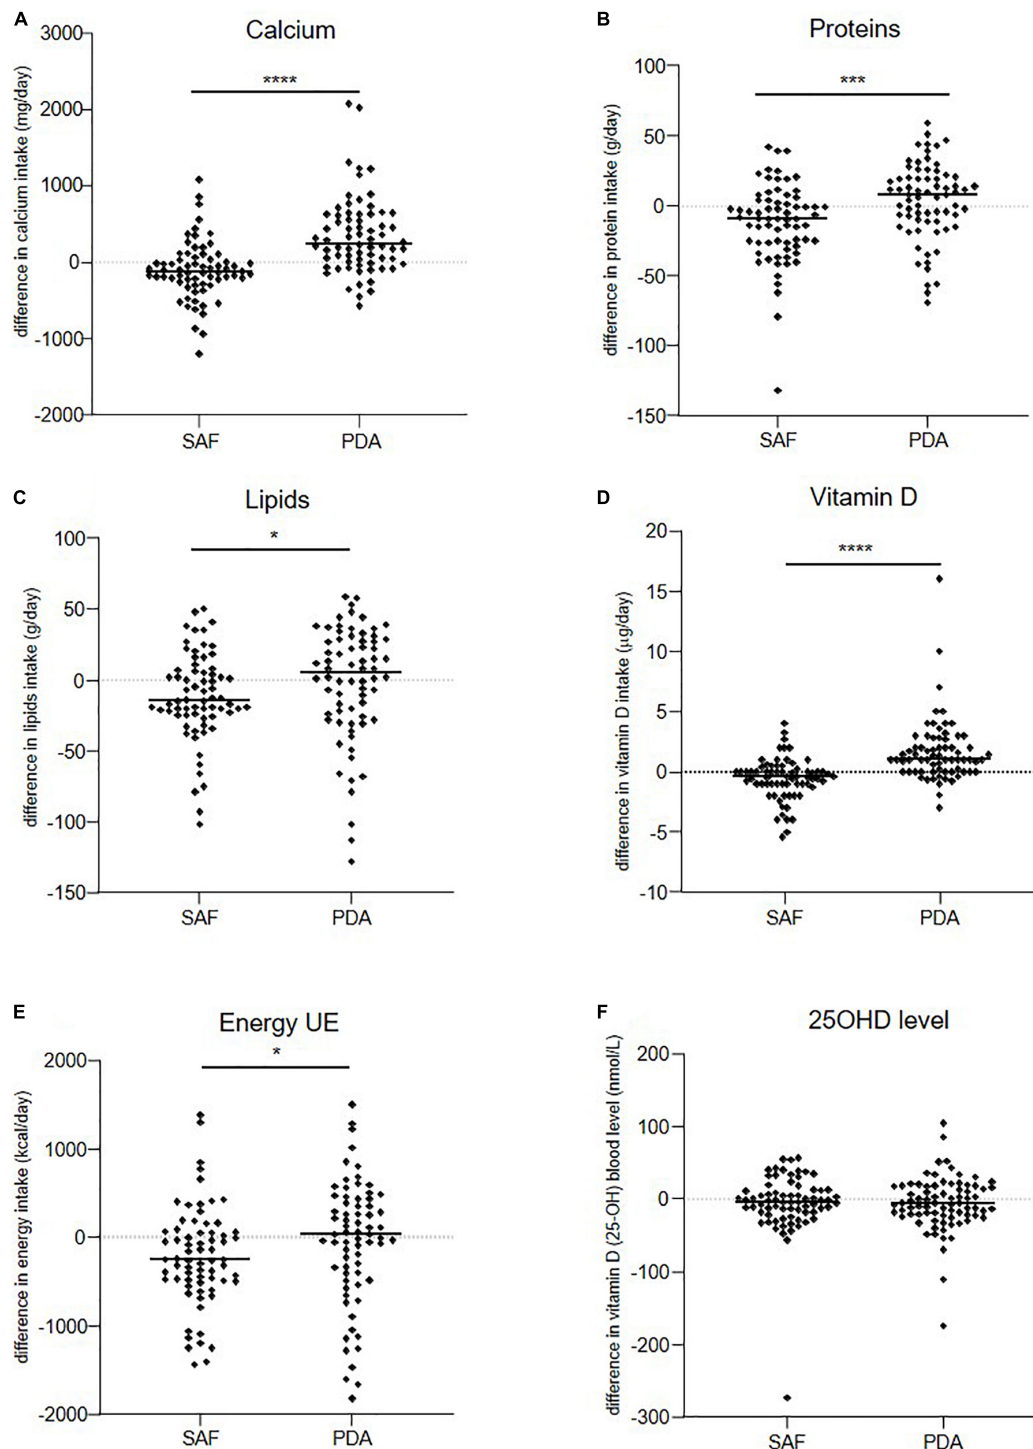 A
Calcium
difference in calcium intake (mg/day)
3000
2000
1000
0
-1000
-2000
****
SAF
PDA
B
Proteins
difference in protein intake (g/day)
100
50
0
-50
-100
-150
***
SAF
PDA
C
Lipids
difference in lipids intake (g/day)
100
50
0
-50
-100
-150
*
SAF
PDA
D
Vitamin D
difference in vitamin D intake (µg/day)
20
15
10
5
0
-5
-10
****
SAF
PDA
E
Energy UE
difference in energy intake (kcal/day)
2000
1000
0
-1000
-2000
*
SAF
PDA
F
25OHD level
difference in vitamin D (25-OH) blood level (nmol/L)
200
100
0
-100
-200
-300
SAF
PDA